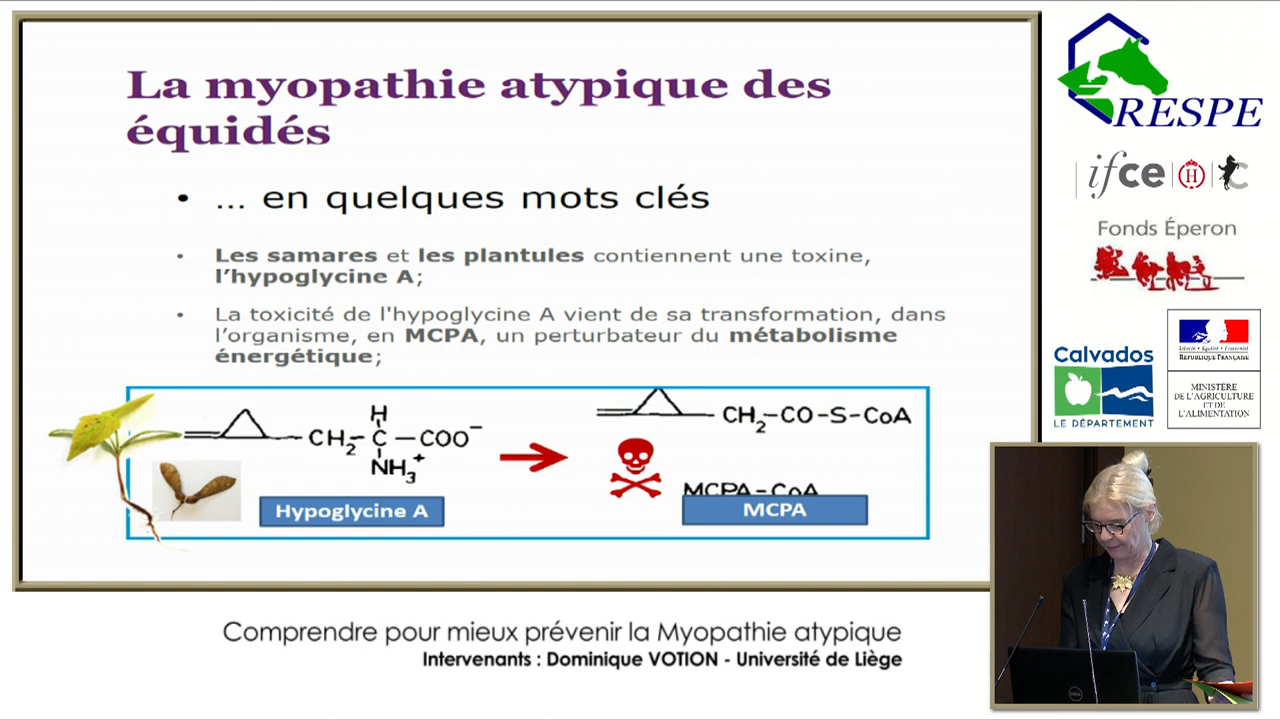 La myopathie atypique des
équidés
• ... en quelques mots clés
• Les samares et les plantules contiennent une toxine,
l'hypoglycine A;
• La toxicité de l'hypoglycine A vient de sa transformation, dans
l'organisme, en MCPA, un perturbateur du métabolisme
énergétique;
H
CH2–C–COO–
NH3+
Hypoglycine A
CH2–CO–S–CoA
MCPA–CoA
MCPA
Comprendre pour mieux prévenir la Myopathie atypique
Intervenants : Dominique VOTION - Université de Liège
RESPE
ifce
H
C
Fonds Éperon
Calvados
LE DÉPARTEMENT
Liberté • Égalité • Fraternité
RÉPUBLIQUE FRANÇAISE
MINISTÈRE
DE L'AGRICULTURE
ET DE
L'ALIMENTATION
DELL